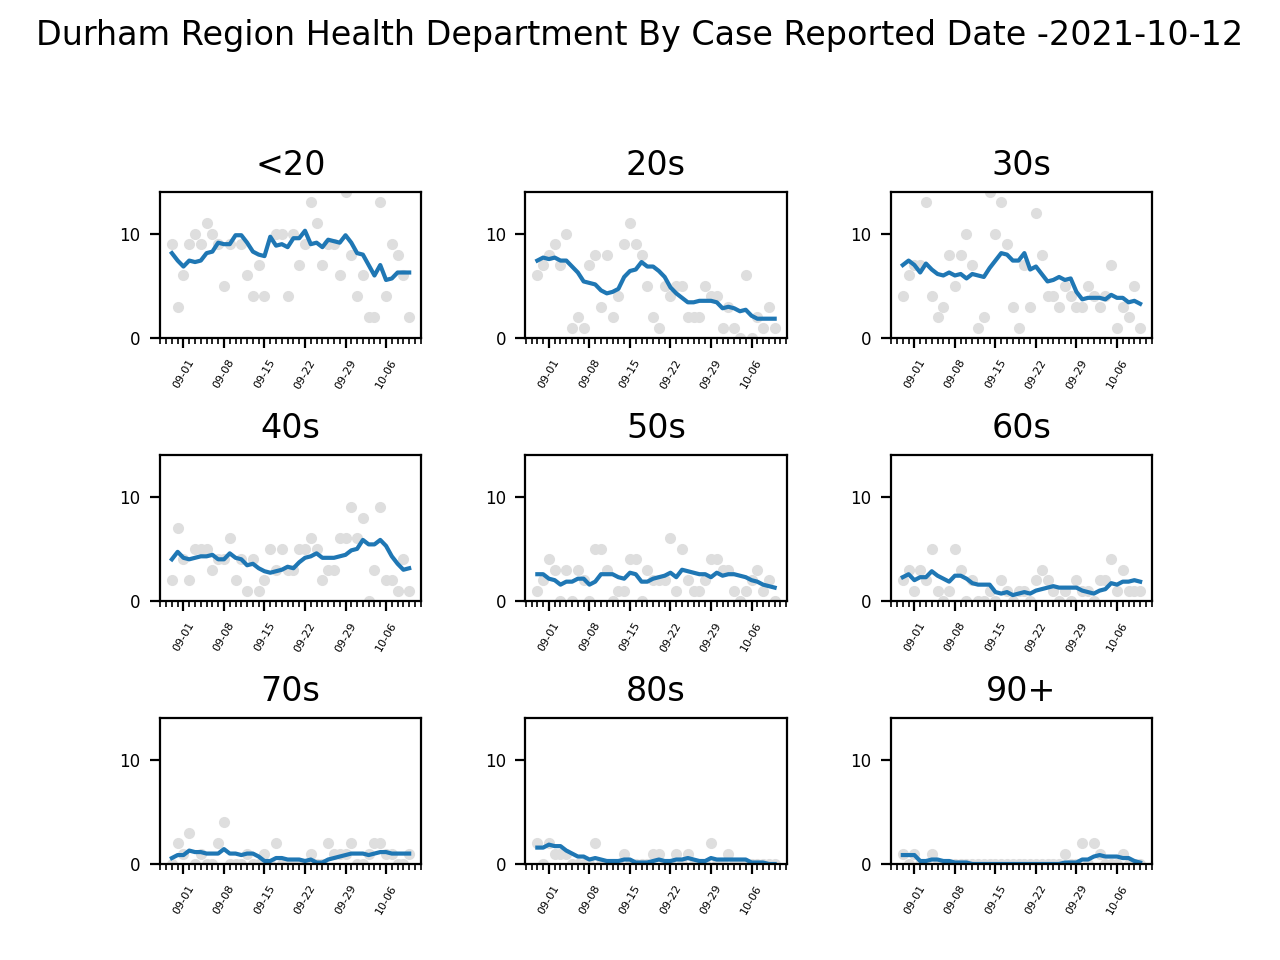 Durham Region Health Department By Case Reported Date -2021-10-12
<20 20s 30s
10 10 10
0 0 0
09-01 09-08 09-15 09-22 09-29 10-06 09-01 09-08 09-15 09-22 09-29 10-06 09-01 09-08 09-15 09-22 09-29 10-06
40s 50s 60s
10 10 10
0 0 0
09-01 09-08 09-15 09-22 09-29 10-06 09-01 09-08 09-15 09-22 09-29 10-06 09-01 09-08 09-15 09-22 09-29 10-06
70s 80s 90+
10 10 10
0 0 0
09-01 09-08 09-15 09-22 09-29 10-06 09-01 09-08 09-15 09-22 09-29 10-06 09-01 09-08 09-15 09-22 09-29 10-06